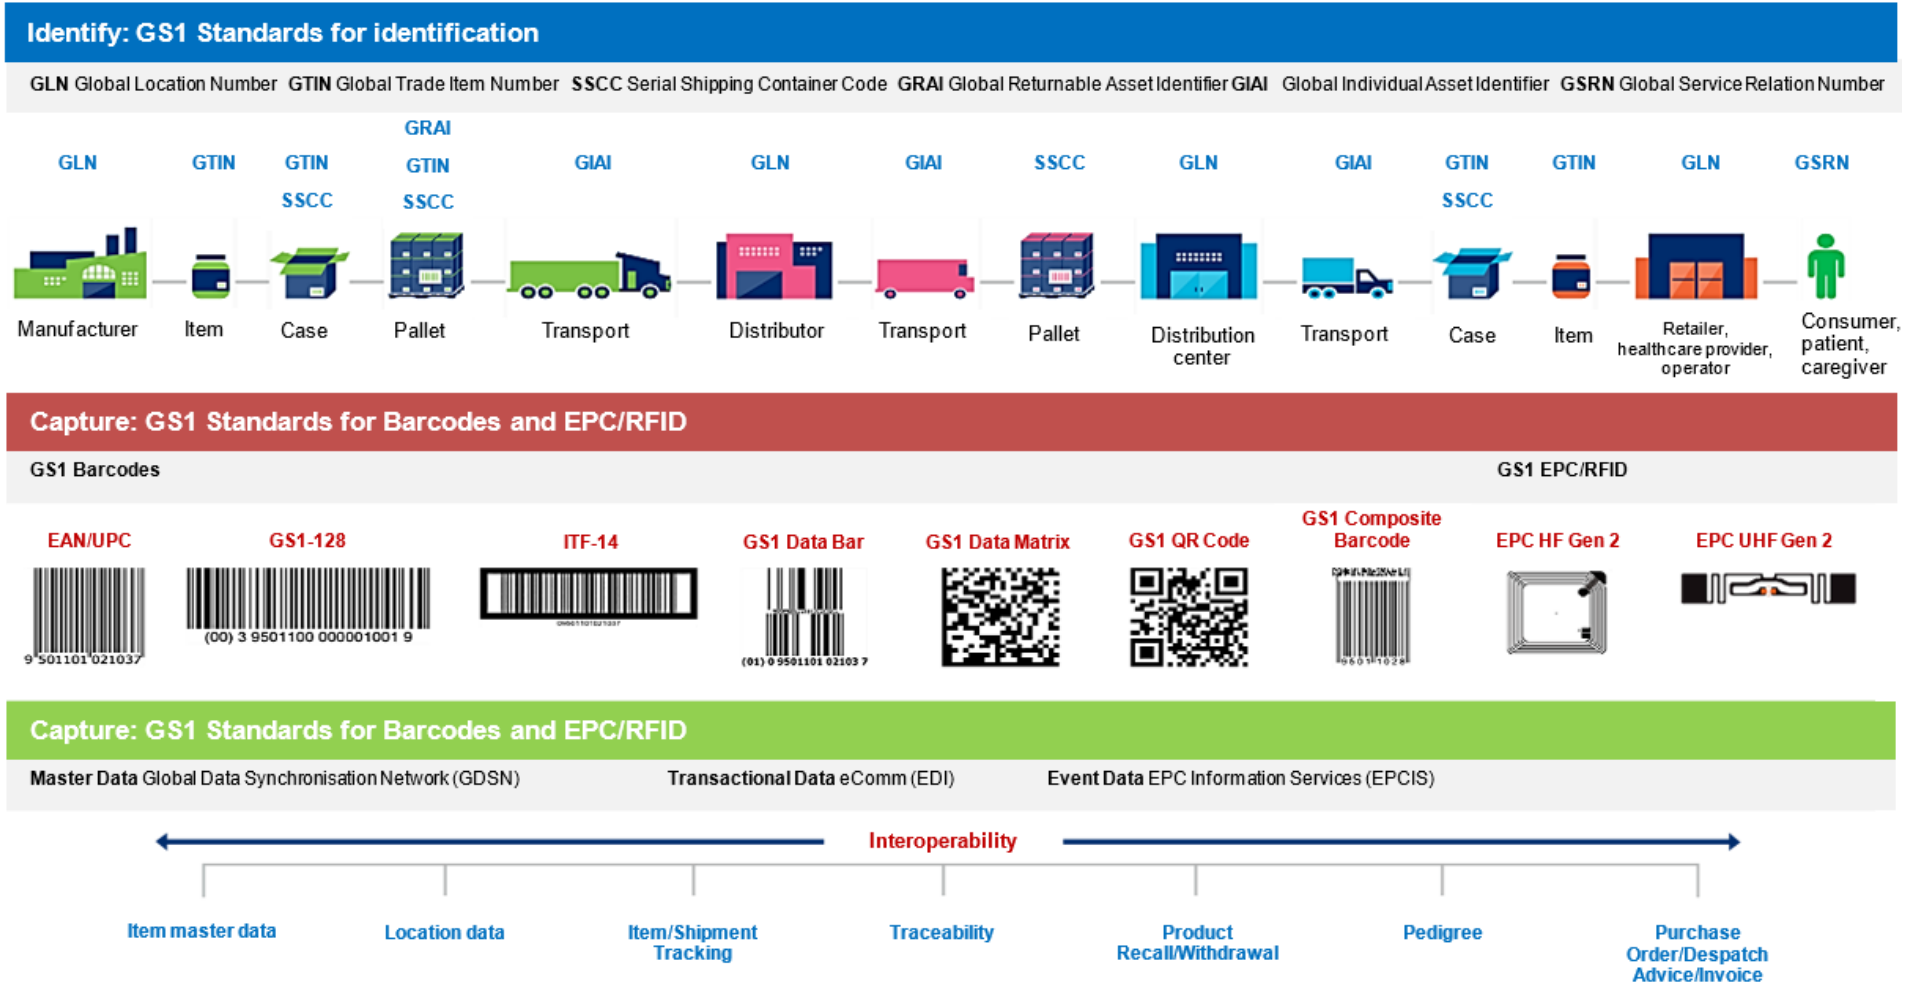 Identify: GS1 Standards for identification
GLN Global Location Number GTIN Global Trade Item Number SSCC Serial Shipping Container Code GRAI Global Returnable Asset Identifier GIAI Global Individual Asset Identifier GSRN Global Service Relation Number
GRAI
GLN GTIN GTIN GTIN GIAI GLN GIAI SSCC GLN GIAI GTIN GTIN GLN GSRN
SSCC SSCC SSCC
Manufacturer Item Case Pallet Transport Distributor Transport Pallet Distribution center Transport Case Item Retailer, healthcare provider, operator Consumer, patient, caregiver
Capture: GS1 Standards for Barcodes and EPC/RFID
GS1 Barcodes GS1 EPC/RFID
EAN/UPC GS1-128 ITF-14 GS1 Data Bar GS1 Data Matrix GS1 QR Code GS1 Composite Barcode EPC HF Gen 2 EPC UHF Gen 2
9 501101 021037
(00) 3 9501100 000001001 9
(01) 0 9501101 02103 7
Capture: GS1 Standards for Barcodes and EPC/RFID
Master Data Global Data Synchronisation Network (GDSN) Transactional Data eComm (EDI) Event Data EPC Information Services (EPCIS)
Interoperability
Item master data
Location data
Item/Shipment
Tracking
Traceability
Product
Recall/Withdrawal
Pedigree
Purchase
Order/Despatch
Advice/Invoice